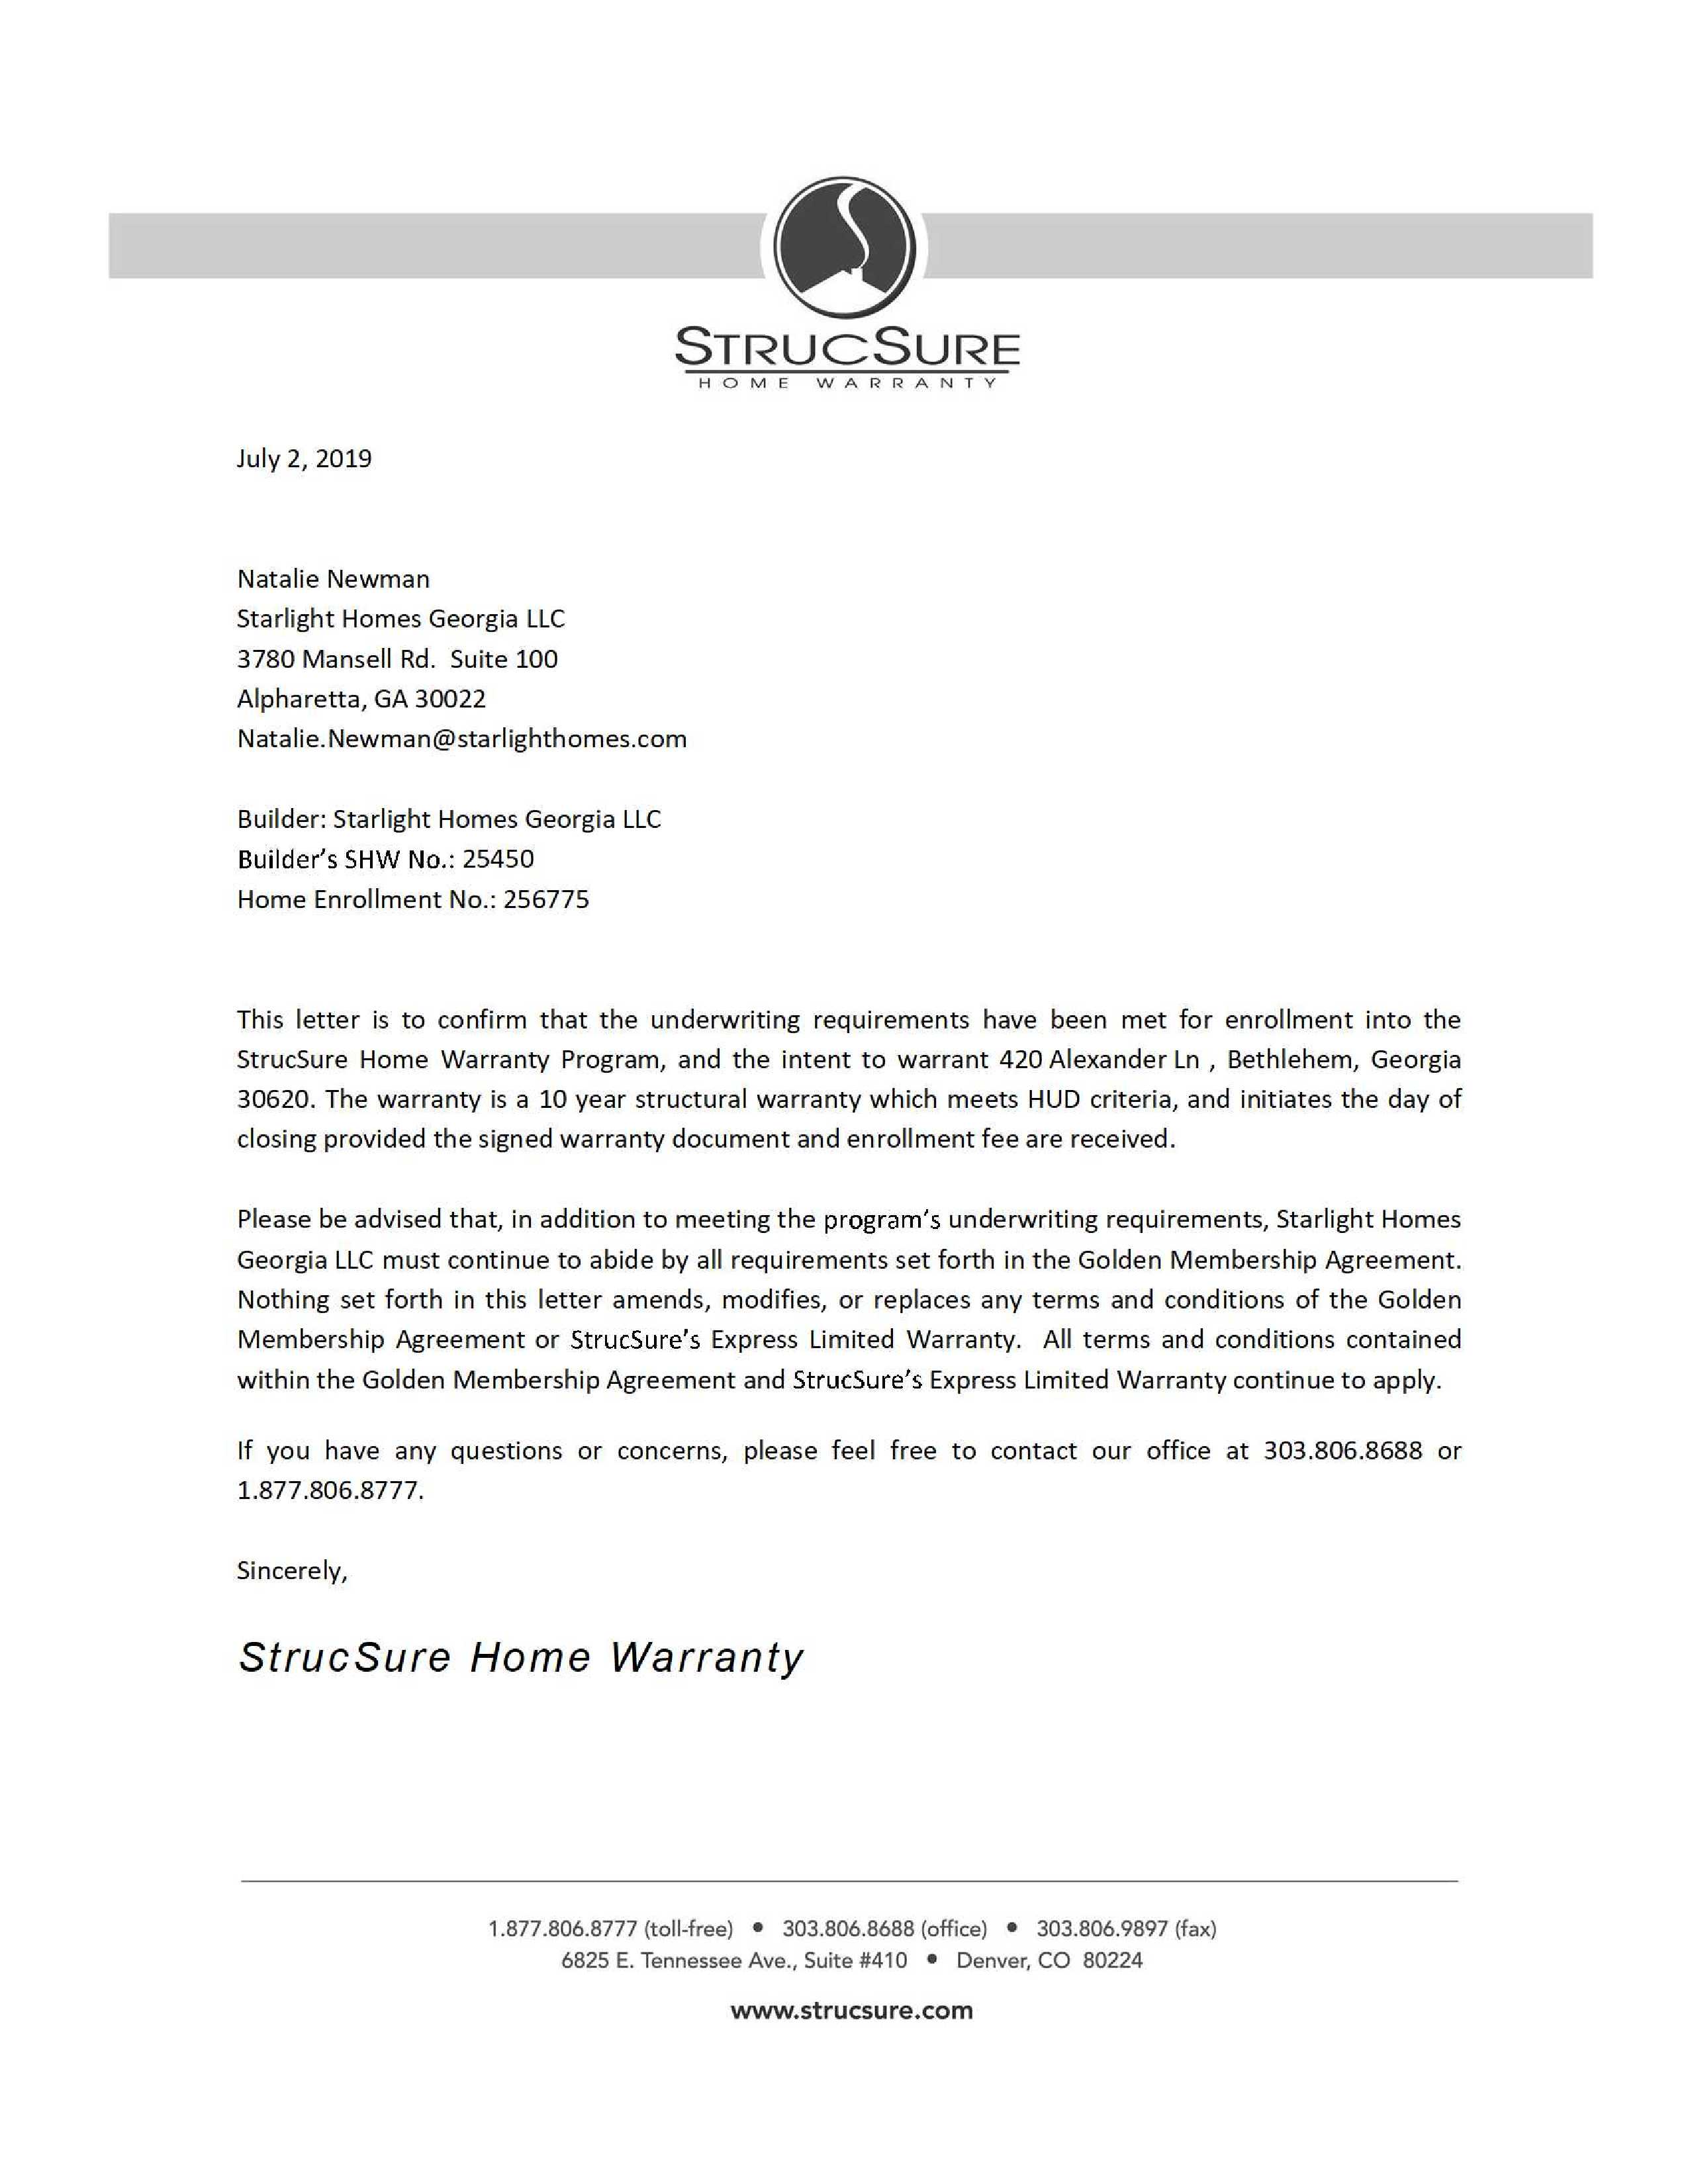 STRUCSURE
HOME WARRANTY
July 2, 2019
Natalie Newman
Starlight Homes Georgia LLC
3780 Mansell Rd.  Suite 100
Alpharetta, GA 30022
Natalie.Newman@starlighthomes.com
Builder: Starlight Homes Georgia LLC
Builder’s SHW No.: 25450
Home Enrollment No.: 256775
This letter is to confirm that the underwriting requirements have been met for enrollment into the
StrucSure Home Warranty Program, and the intent to warrant 420 Alexander Ln , Bethlehem, Georgia
30620. The warranty is a 10 year structural warranty which meets HUD criteria, and initiates the day of
closing provided the signed warranty document and enrollment fee are received.
Please be advised that, in addition to meeting the program’s underwriting requirements, Starlight Homes
Georgia LLC must continue to abide by all requirements set forth in the Golden Membership Agreement.
Nothing set forth in this letter amends, modifies, or replaces any terms and conditions of the Golden
Membership Agreement or StrucSure’s Express Limited Warranty.  All terms and conditions contained
within the Golden Membership Agreement and StrucSure’s Express Limited Warranty continue to apply.
If you have any questions or concerns, please feel free to contact our office at 303.806.8688 or
1.877.806.8777.
Sincerely,
StrucSure Home Warranty
1.877.806.8777 (toll-free) • 303.806.8688 (office) • 303.806.9897 (fax)
6825 E. Tennessee Ave., Suite #410 • Denver, CO 80224
www.strucsure.com